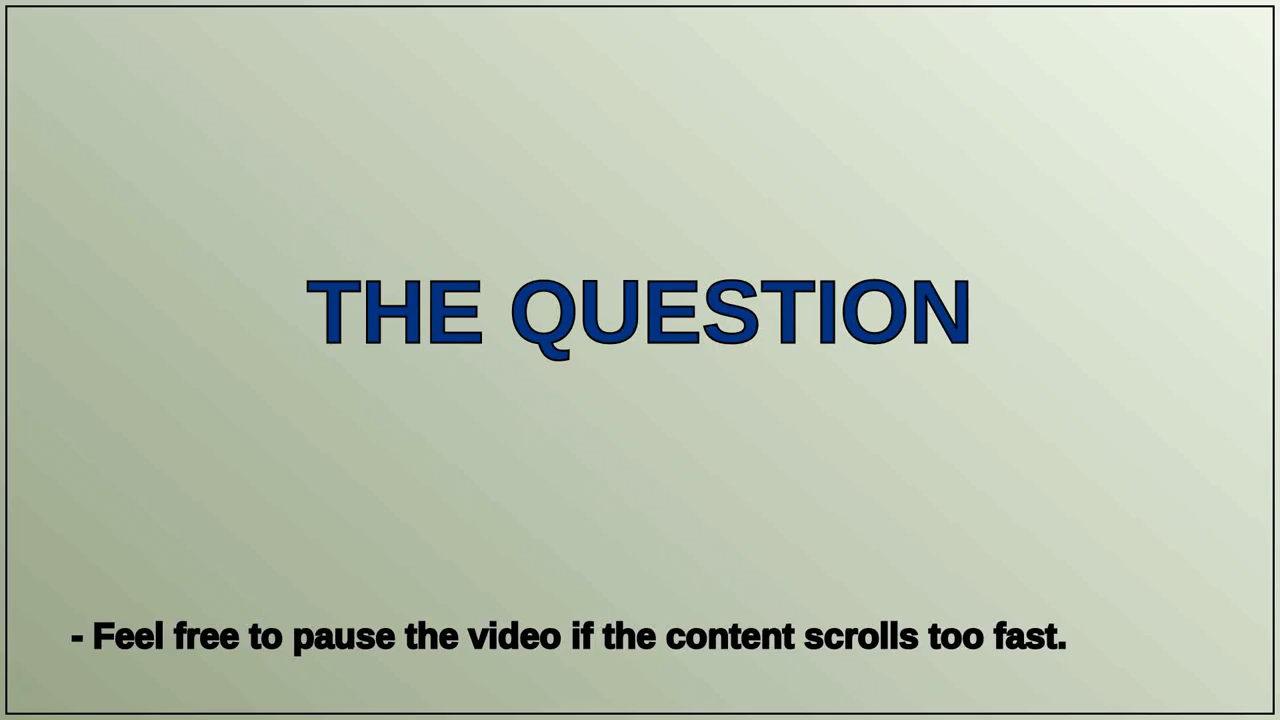 THE QUESTION
- Feel free to pause the video if the content scrolls too fast.